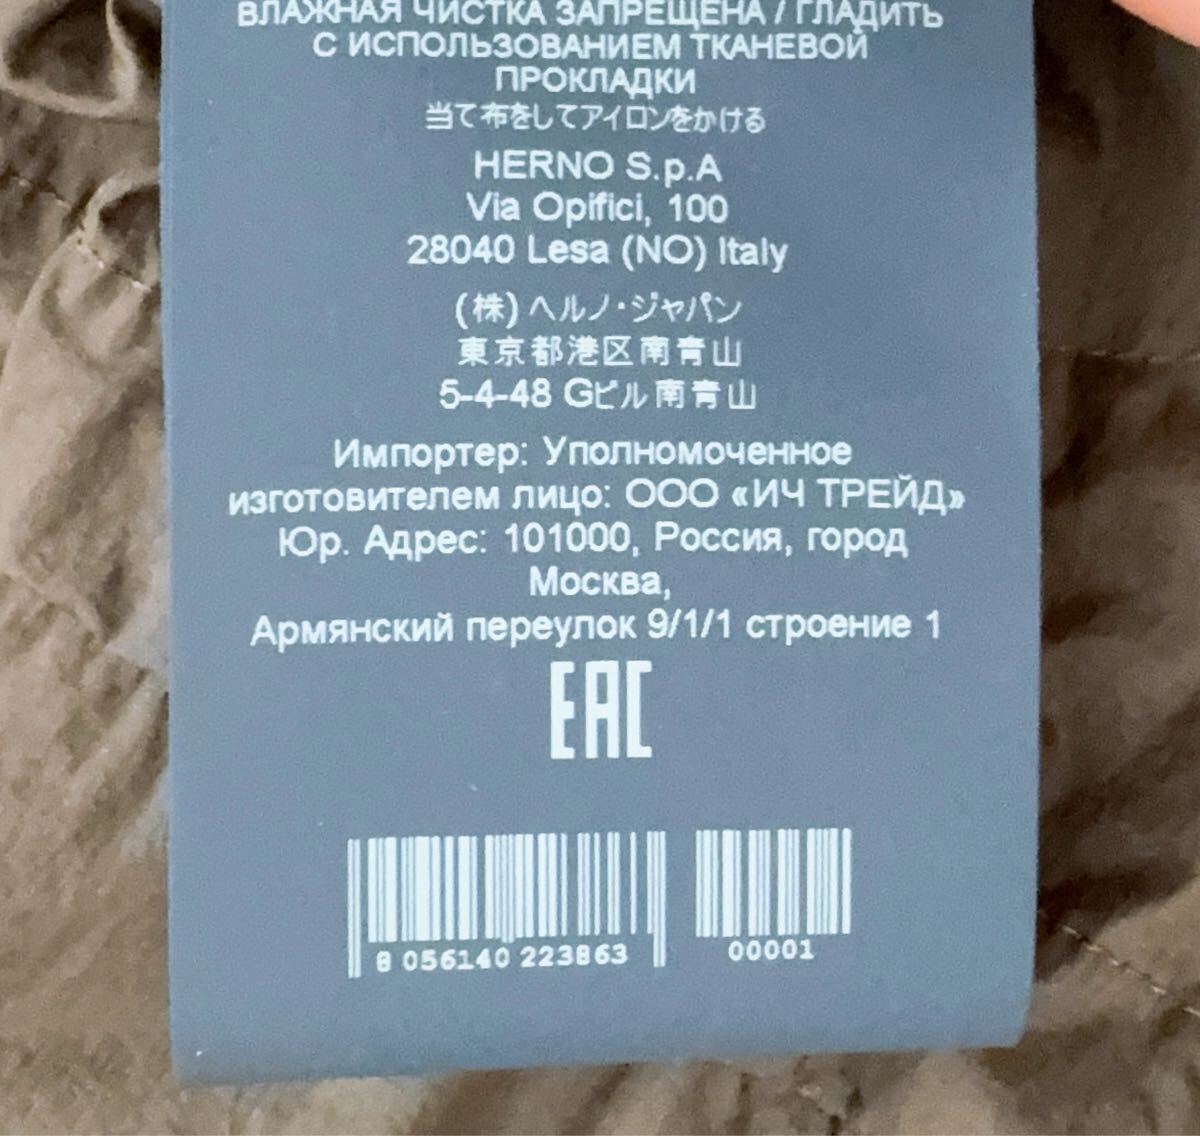 ВЛАЖНАЯ ЧИСТКА ЗАПРЕЩЕНА / ГЛАДИТЬ
С ИСПОЛЬЗОВАНИЕМ ТКАНЕВОЙ
ПРОКЛАДКИ
当て布をしてアイロンをかける
HERNO S.p.A
Via Opifici, 100
28040 Lesa (NO) Italy
(株) ヘルノ・ジャパン
東京都港区南青山
5-4-48 Gビル南青山
Импортер: Уполномоченное
изготовителем лицо: ООО «ИЧ ТРЕЙД»
Юр. Адрес: 101000, Россия, город
Москва,
Армянский переулок 9/1/1 строение 1
EAC
8 056140 223863 00001